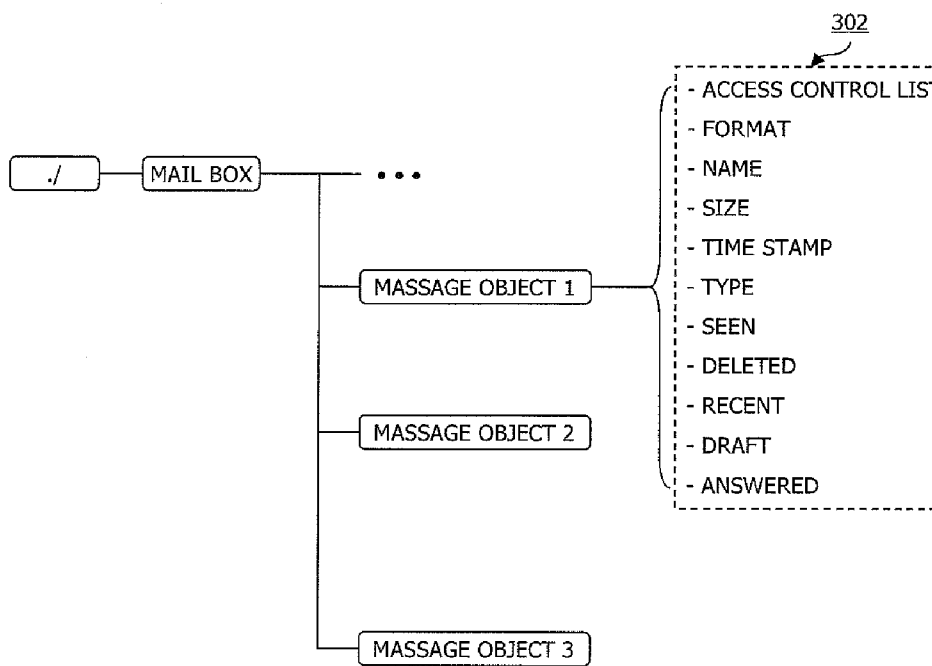 302
- ACCESS CONTROL LIST
- FORMAT
- NAME
- SIZE
- TIME STAMP
- TYPE
- SEEN
- DELETED
- RECENT
- DRAFT
- ANSWERED
./
MAIL BOX
• • •
MASSAGE OBJECT 1
MASSAGE OBJECT 2
MASSAGE OBJECT 3